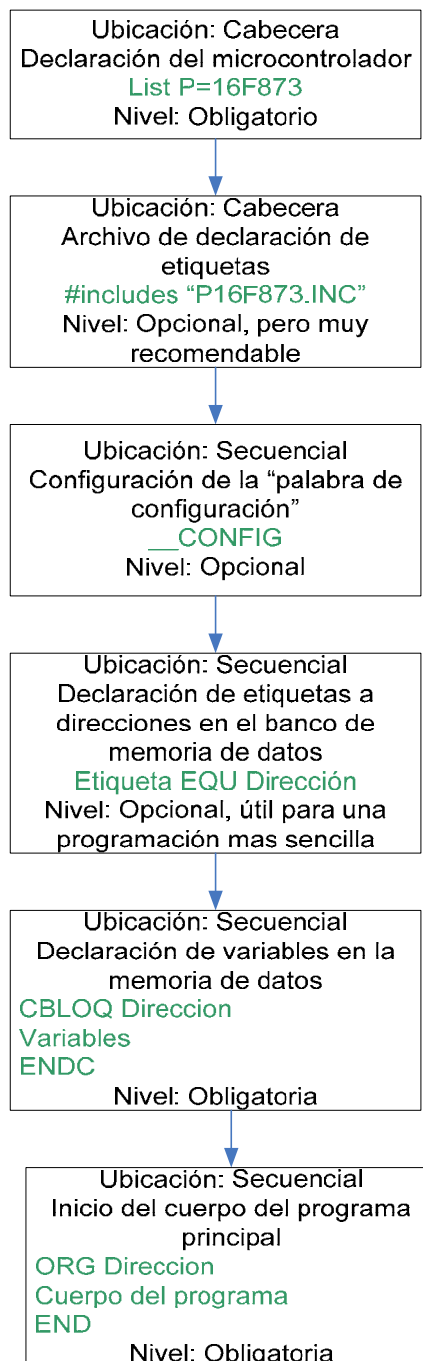 Ubicación: Cabecera
Declaración del microcontrolador
List P=16F873
Nivel: Obligatorio
Ubicación: Cabecera
Archivo de declaración de
etiquetas
#includes “P16F873.INC”
Nivel: Opcional, pero muy
recomendable
Ubicación: Secuencial
Configuración de la “palabra de
configuración”
__CONFIG
Nivel: Opcional
Ubicación: Secuencial
Declaración de etiquetas a
direcciones en el banco de
memoria de datos
Etiqueta EQU Dirección
Nivel: Opcional, útil para una
programación mas sencilla
Ubicación: Secuencial
Declaración de variables en la
memoria de datos
CBLOQ Direccion
Variables
ENDC
Nivel: Obligatoria
Ubicación: Secuencial
Inicio del cuerpo del programa
principal
ORG Direccion
Cuerpo del programa
END
Nivel: Obligatoria